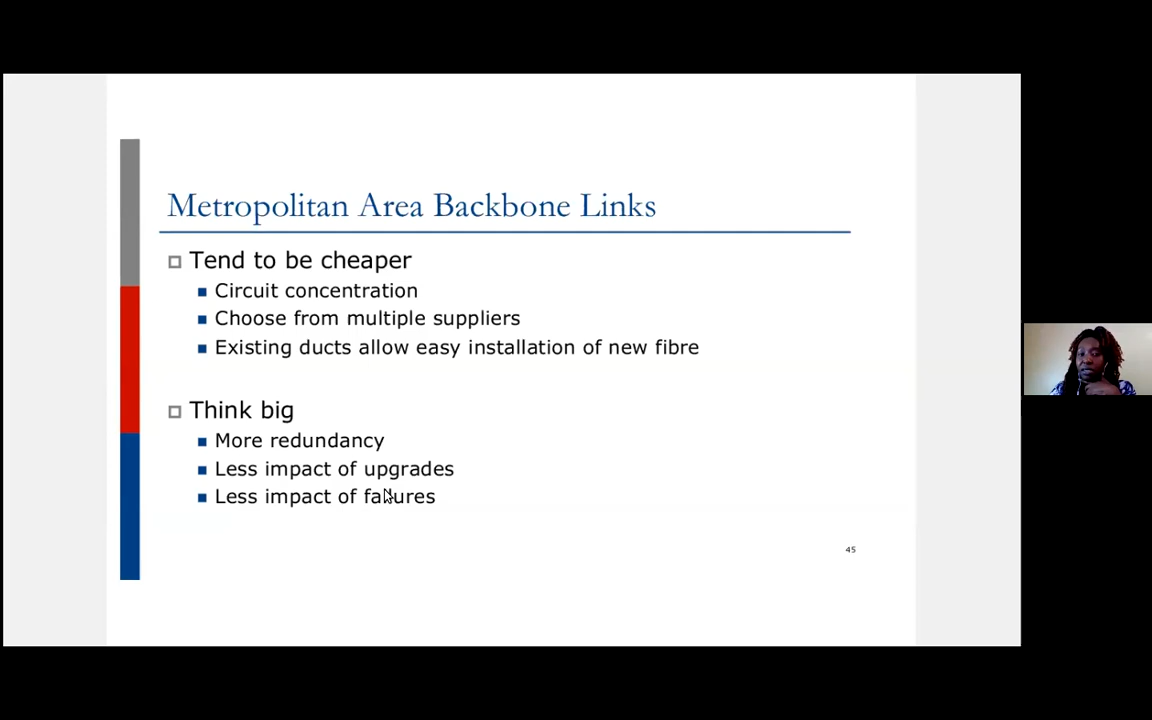 Metropolitan Area Backbone Links
Tend to be cheaper
Circuit concentration
Choose from multiple suppliers
Existing ducts allow easy installation of new fibre
Think big
More redundancy
Less impact of upgrades
Less impact of failures
45